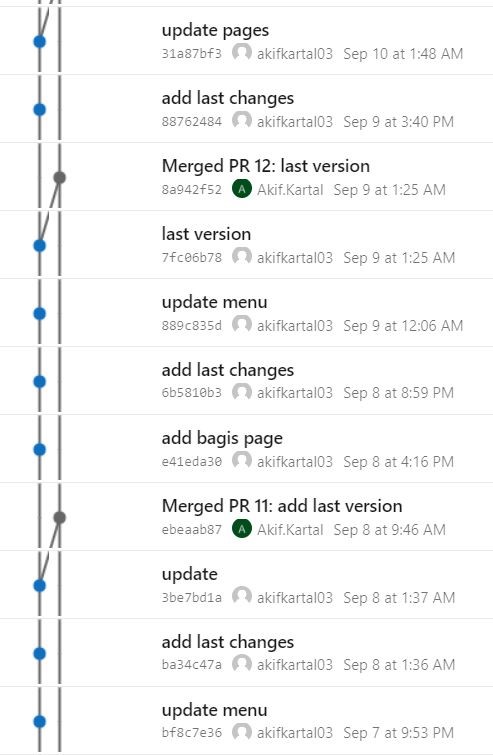 update pages
31a87bf3 akifkartal03 Sep 10 at 1:48 AM
add last changes
88762484 akifkartal03 Sep 9 at 3:40 PM
Merged PR 12: last version
8a942f52 A Akif.Kartal Sep 9 at 1:25 AM
last version
7fc06b78 akifkartal03 Sep 9 at 1:25 AM
update menu
889c835d akifkartal03 Sep 9 at 12:06 AM
add last changes
6b5810b3 akifkartal03 Sep 8 at 8:59 PM
add bagis page
e41eda30 akifkartal03 Sep 8 at 4:16 PM
Merged PR 11: add last version
ebeaab87 A Akif.Kartal Sep 8 at 9:46 AM
update
3be7bd1a akifkartal03 Sep 8 at 1:37 AM
add last changes
ba34c47a akifkartal03 Sep 8 at 1:36 AM
update menu
bf8c7e36 akifkartal03 Sep 7 at 9:53 PM